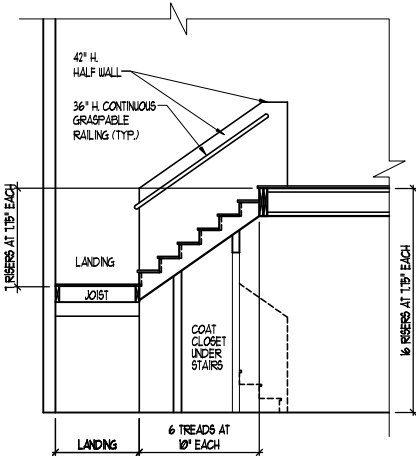 42" H.
HALF WALL
36" H. CONTINUOUS
GRASPABLE
RAILING (TYP.)
7 RISERS AT 7.75" EACH
LANDING
JOIST
COAT
CLOSET
UNDER
STAIRS
16 RISERS AT 7.75" EACH
6 TREADS AT
10" EACH
LANDING